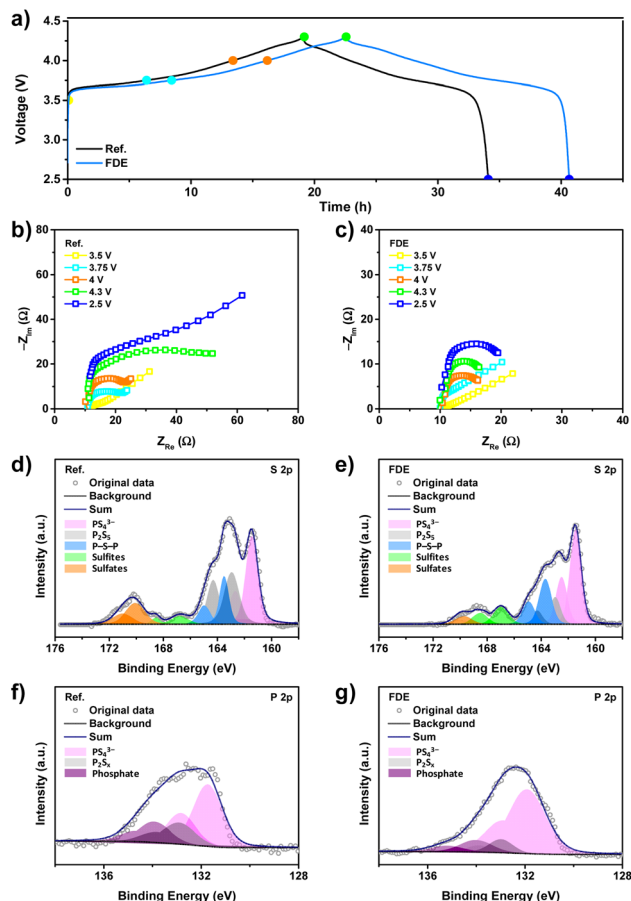 a)
Voltage (V)
4.5
4.0
3.5
3.0
2.5
Ref.
FDE
0 10 20 30 40
Time (h)
b)
Ref.
3.5 V
3.75 V
4 V
4.3 V
2.5 V
−Z_Im (Ω)
80
60
40
20
0
0 20 40 60 80
Z_Re (Ω)
c)
FDE
3.5 V
3.75 V
4 V
4.3 V
2.5 V
−Z_Im (Ω)
40
30
20
10
0
0 10 20 30 40
Z_Re (Ω)
d)
Ref. S 2p
Original data
Background
Sum
PS₄³⁻
P₂S₅
P–S–P
Sulfites
Sulfates
Intensity (a.u.)
176 172 168 164 160
Binding Energy (eV)
e)
FDE S 2p
Original data
Background
Sum
PS₄³⁻
P₂S₅
P–S–P
Sulfites
Sulfates
Intensity (a.u.)
176 172 168 164 160
Binding Energy (eV)
f)
Ref. P 2p
Original data
Background
Sum
PS₄³⁻
P₂Sₓ
Phosphate
Intensity (a.u.)
136 134 132 130 128
Binding Energy (eV)
g)
FDE P 2p
Original data
Background
Sum
PS₄³⁻
P₂Sₓ
Phosphate
Intensity (a.u.)
136 134 132 130 128
Binding Energy (eV)